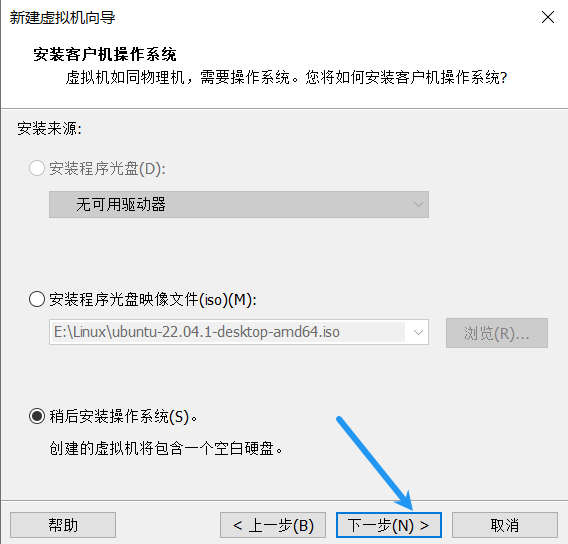 新建虚拟机向导
安装客户机操作系统
虚拟机如同物理机，需要操作系统。您将如何安装客户机操作系统?
安装来源:
安装程序光盘(D):
无可用驱动器
安装程序光盘映像文件(iso)(M):
E:\Linux\ubuntu-22.04.1-desktop-amd64.iso
浏览(R)...
稍后安装操作系统(S)。
创建的虚拟机将包含一个空白硬盘。
帮助
< 上一步(B)
下一步(N) >
取消